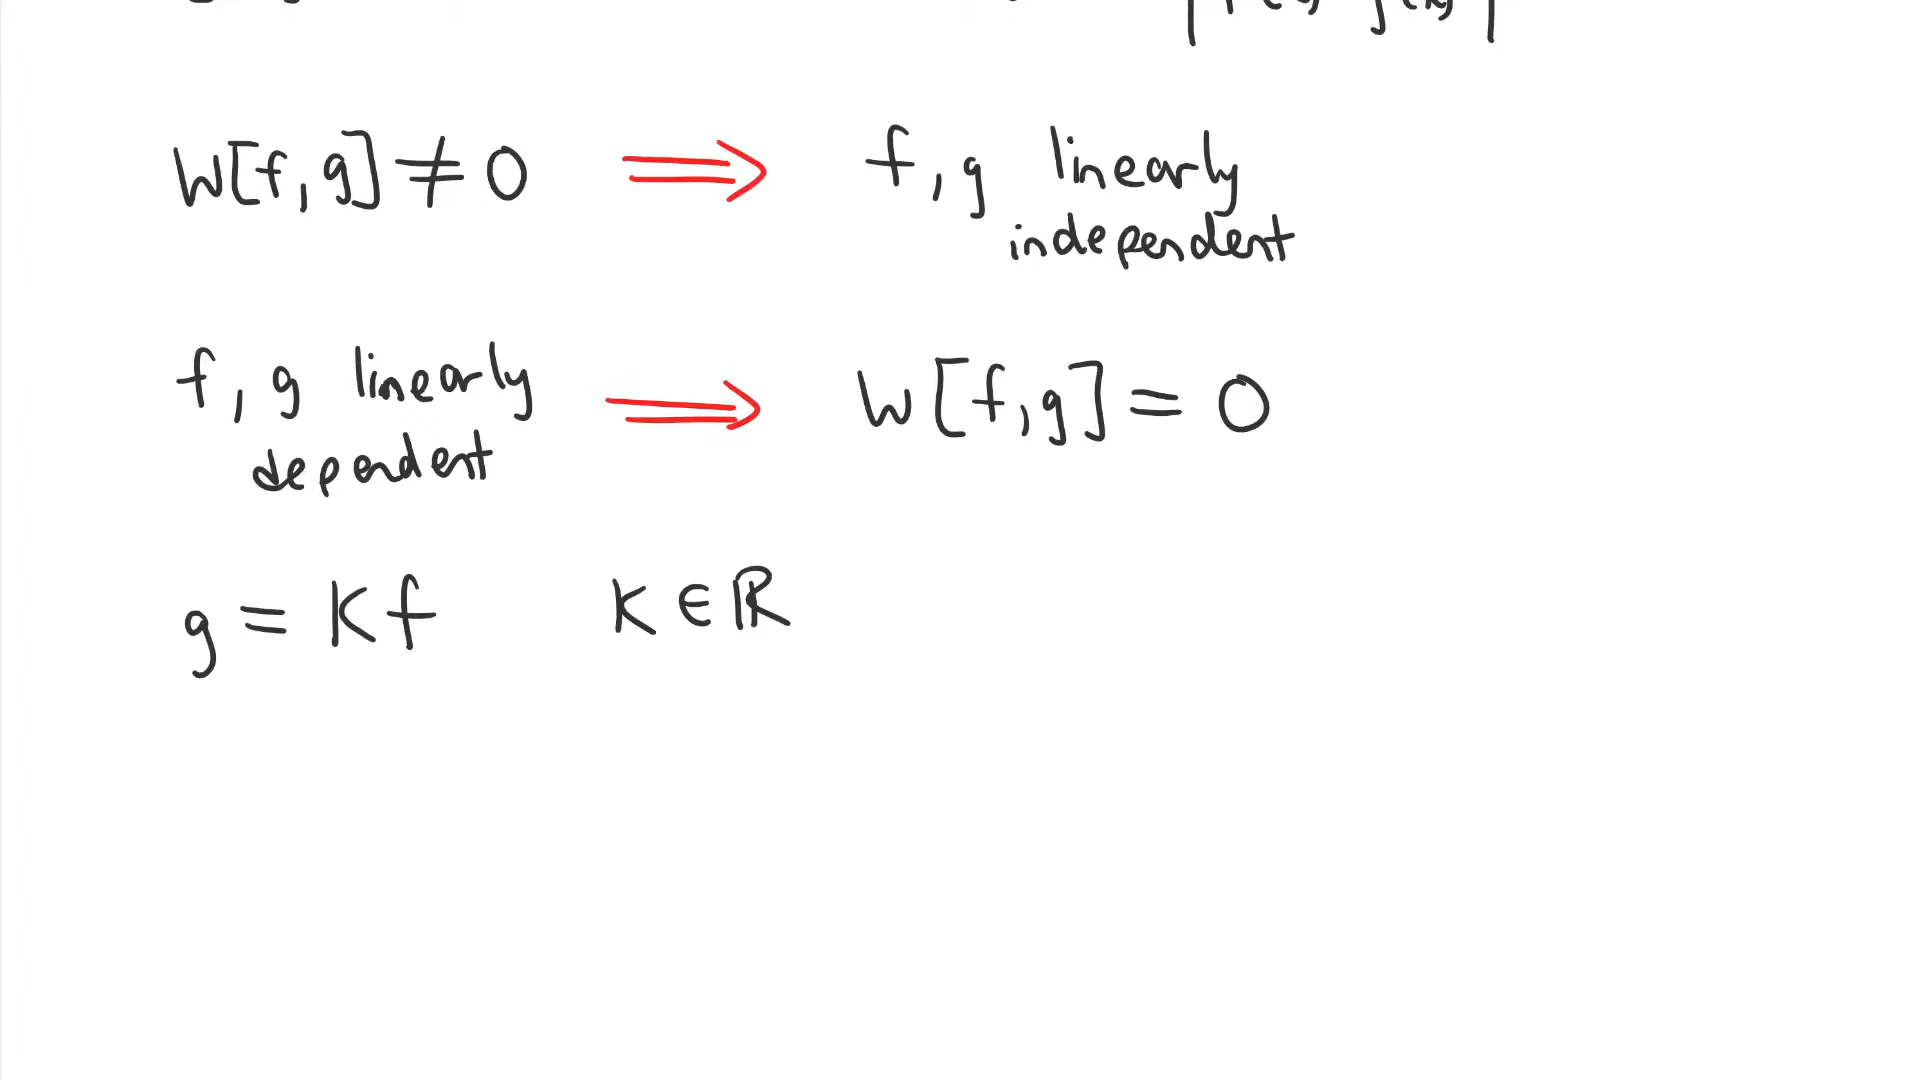 W[f,g] ≠ 0 ⟹ f, g linearly
independent
f, g linearly ⟹ W[f,g] = 0
dependent
g = Kf K ∈ ℝ